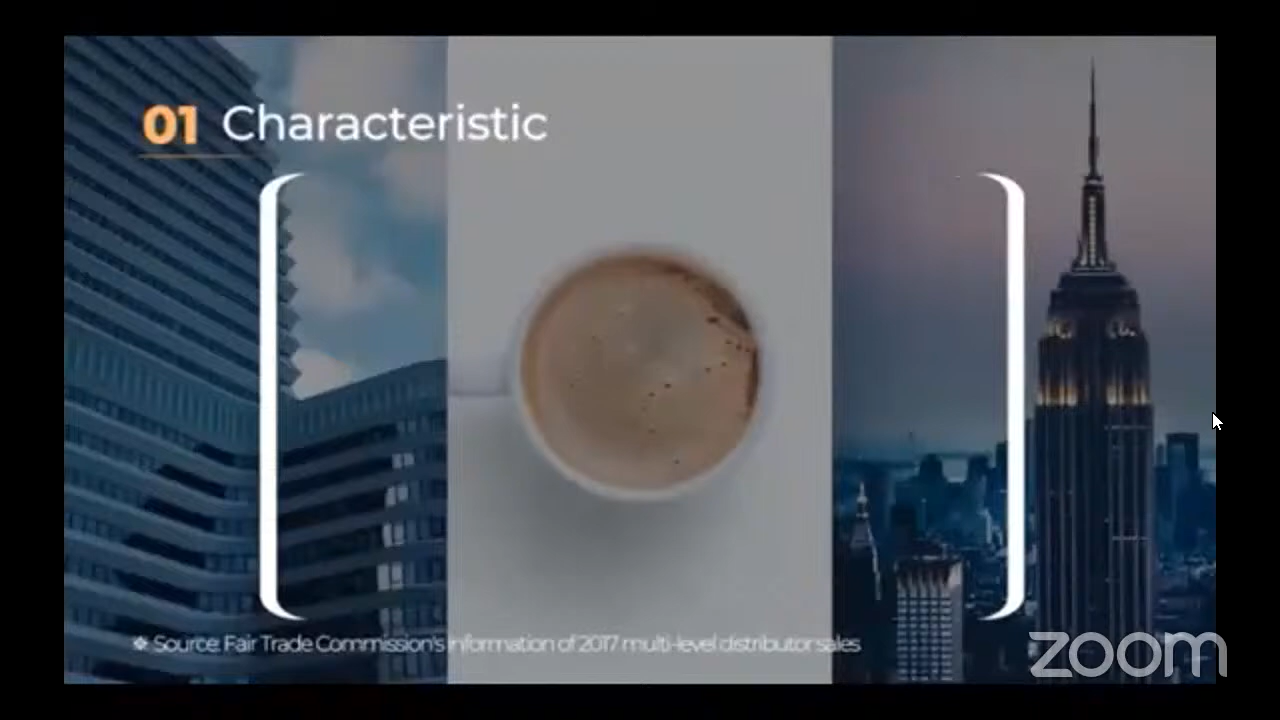 01 Characteristic
※ Source: Fair Trade Commission's information of 2017 multi-level distributor sales
zoom